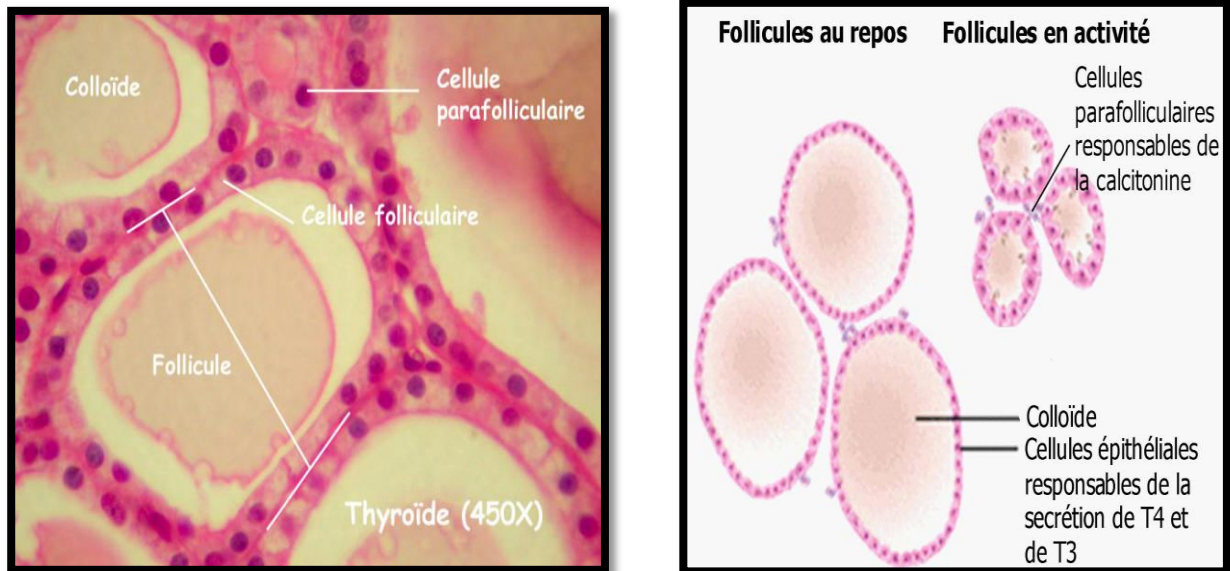 Colloïde
Cellule
parafolliculaire
Cellule folliculaire
Follicule
Thyroïde (450X)
Follicules au repos
Follicules en activité
Cellules
parafolliculaires
responsables de
la calcitonine
Colloïde
Cellules épithéliales
responsables de la
secrétion de T4 et
de T3